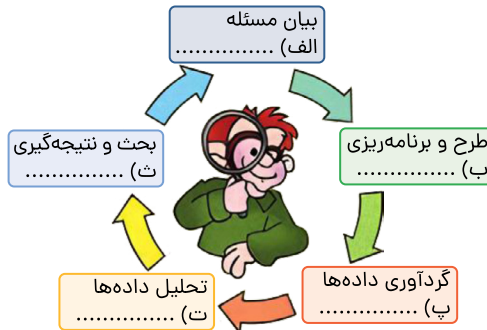 بیان مسئله
الف) ...............
طرح و برنامه‌ریزی
ب) ...............
گردآوری داده‌ها
پ) ...............
تحلیل داده‌ها
ت) ...............
بحث و نتیجه‌گیری
ث) ...............